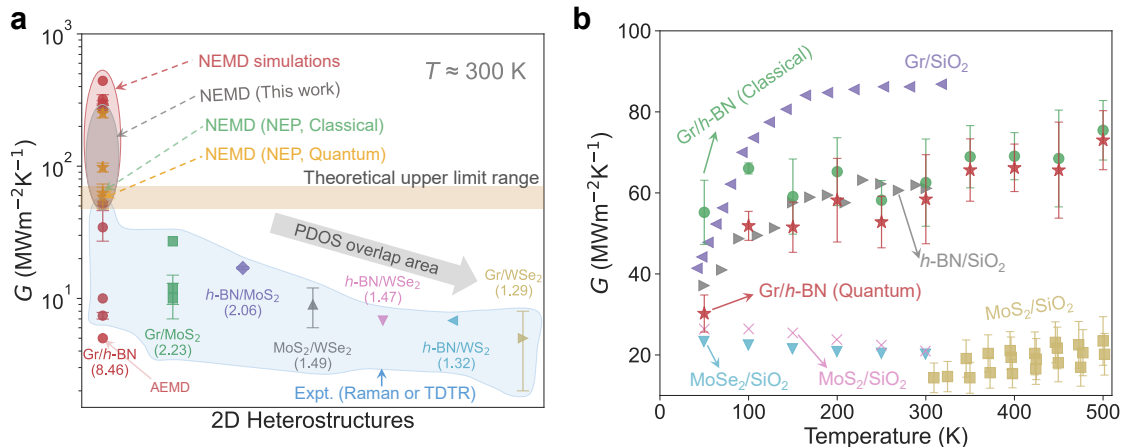 a
10³
10²
10¹
G (MWm⁻²K⁻¹)
NEMD simulations
NEMD (This work)
NEMD (NEP, Classical)
NEMD (NEP, Quantum)
T ≈ 300 K
Theoretical upper limit range
PDOS overlap area
Gr/h-BN
(8.46)
AEMD
Gr/MoS₂
(2.23)
h-BN/MoS₂
(2.06)
MoS₂/WSe₂
(1.49)
h-BN/WSe₂
(1.47)
h-BN/WS₂
(1.32)
Gr/WSe₂
(1.29)
Expt. (Raman or TDTR)
2D Heterostructures
b
100
80
60
40
20
G (MWm⁻²K⁻¹)
Gr/h-BN (Classical)
Gr/SiO₂
h-BN/SiO₂
Gr/h-BN (Quantum)
MoS₂/SiO₂
MoSe₂/SiO₂
MoS₂/SiO₂
0
100
200
300
400
500
Temperature (K)